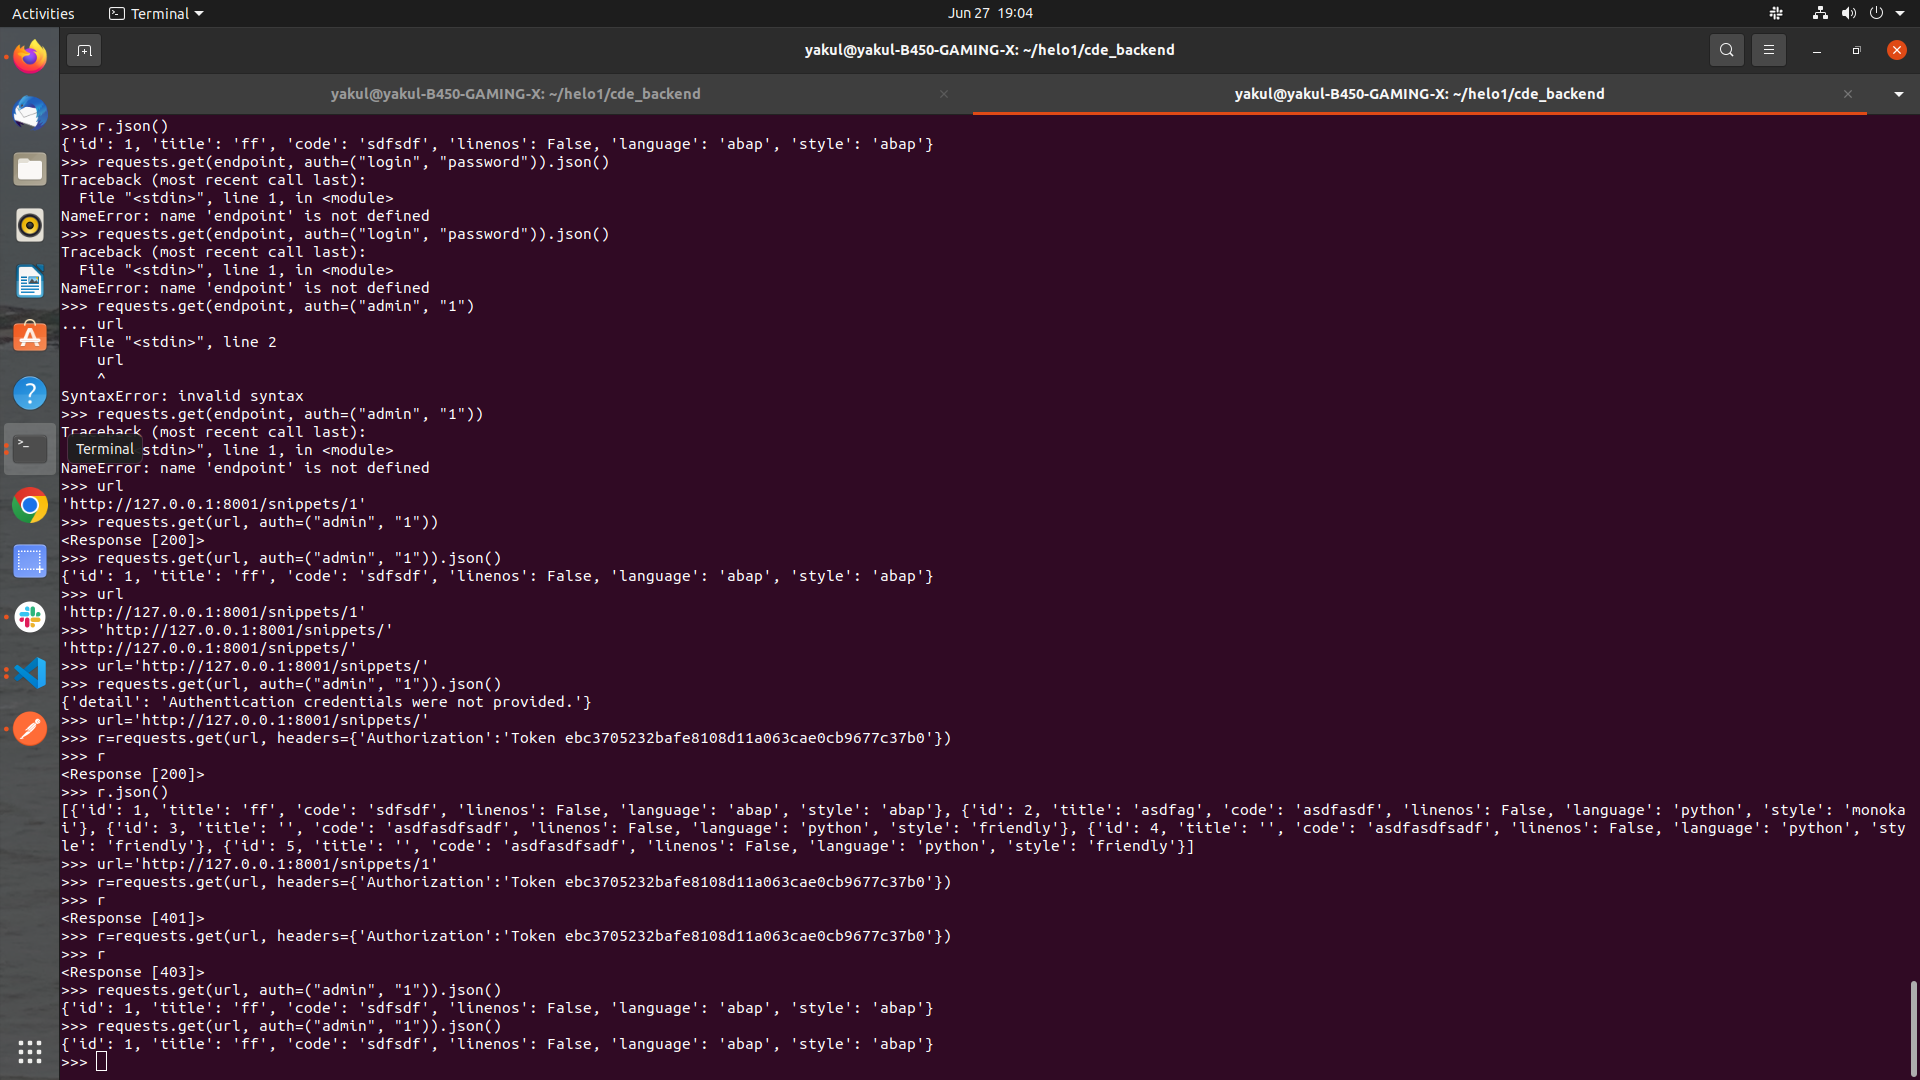 Activities
Terminal
Jun 27 19:04
yakul@yakul-B450-GAMING-X: ~/helo1/cde_backend
yakul@yakul-B450-GAMING-X: ~/helo1/cde_backend
yakul@yakul-B450-GAMING-X: ~/helo1/cde_backend
>>> r.json()
{'id': 1, 'title': 'ff', 'code': 'sdfsdf', 'linenos': False, 'language': 'abap', 'style': 'abap'}
>>> requests.get(endpoint, auth=("login", "password")).json()
Traceback (most recent call last):
  File "<stdin>", line 1, in <module>
NameError: name 'endpoint' is not defined
>>> requests.get(endpoint, auth=("login", "password")).json()
Traceback (most recent call last):
  File "<stdin>", line 1, in <module>
NameError: name 'endpoint' is not defined
>>> requests.get(endpoint, auth=("admin", "1")
... url
  File "<stdin>", line 2
    url
    ^
SyntaxError: invalid syntax
>>> requests.get(endpoint, auth=("admin", "1"))
Traceback (most recent call last):
Terminal stdin>", line 1, in <module>
NameError: name 'endpoint' is not defined
>>> url
'http://127.0.0.1:8001/snippets/1'
>>> requests.get(url, auth=("admin", "1"))
<Response [200]>
>>> requests.get(url, auth=("admin", "1")).json()
{'id': 1, 'title': 'ff', 'code': 'sdfsdf', 'linenos': False, 'language': 'abap', 'style': 'abap'}
>>> url
'http://127.0.0.1:8001/snippets/1'
>>> 'http://127.0.0.1:8001/snippets/'
'http://127.0.0.1:8001/snippets/'
>>> url='http://127.0.0.1:8001/snippets/'
>>> requests.get(url, auth=("admin", "1")).json()
{'detail': 'Authentication credentials were not provided.'}
>>> url='http://127.0.0.1:8001/snippets/'
>>> r=requests.get(url, headers={'Authorization':'Token ebc3705232bafe8108d11a063cae0cb9677c37b0'})
>>> r
<Response [200]>
>>> r.json()
[{'id': 1, 'title': 'ff', 'code': 'sdfsdf', 'linenos': False, 'language': 'abap', 'style': 'abap'}, {'id': 2, 'title': 'asdfag', 'code': 'asdfasdf', 'linenos': False, 'language': 'python', 'style': 'monoka
i'}, {'id': 3, 'title': '', 'code': 'asdfasdfsadf', 'linenos': False, 'language': 'python', 'style': 'friendly'}, {'id': 4, 'title': '', 'code': 'asdfasdfsadf', 'linenos': False, 'language': 'python', 'sty
le': 'friendly'}, {'id': 5, 'title': '', 'code': 'asdfasdfsadf', 'linenos': False, 'language': 'python', 'style': 'friendly'}]
>>> url='http://127.0.0.1:8001/snippets/1'
>>> r=requests.get(url, headers={'Authorization':'Token ebc3705232bafe8108d11a063cae0cb9677c37b0'})
>>> r
<Response [401]>
>>> r=requests.get(url, headers={'Authorization':'Token ebc3705232bafe8108d11a063cae0cb9677c37b0'})
>>> r
<Response [403]>
>>> requests.get(url, auth=("admin", "1")).json()
{'id': 1, 'title': 'ff', 'code': 'sdfsdf', 'linenos': False, 'language': 'abap', 'style': 'abap'}
>>> requests.get(url, auth=("admin", "1")).json()
{'id': 1, 'title': 'ff', 'code': 'sdfsdf', 'linenos': False, 'language': 'abap', 'style': 'abap'}
>>>